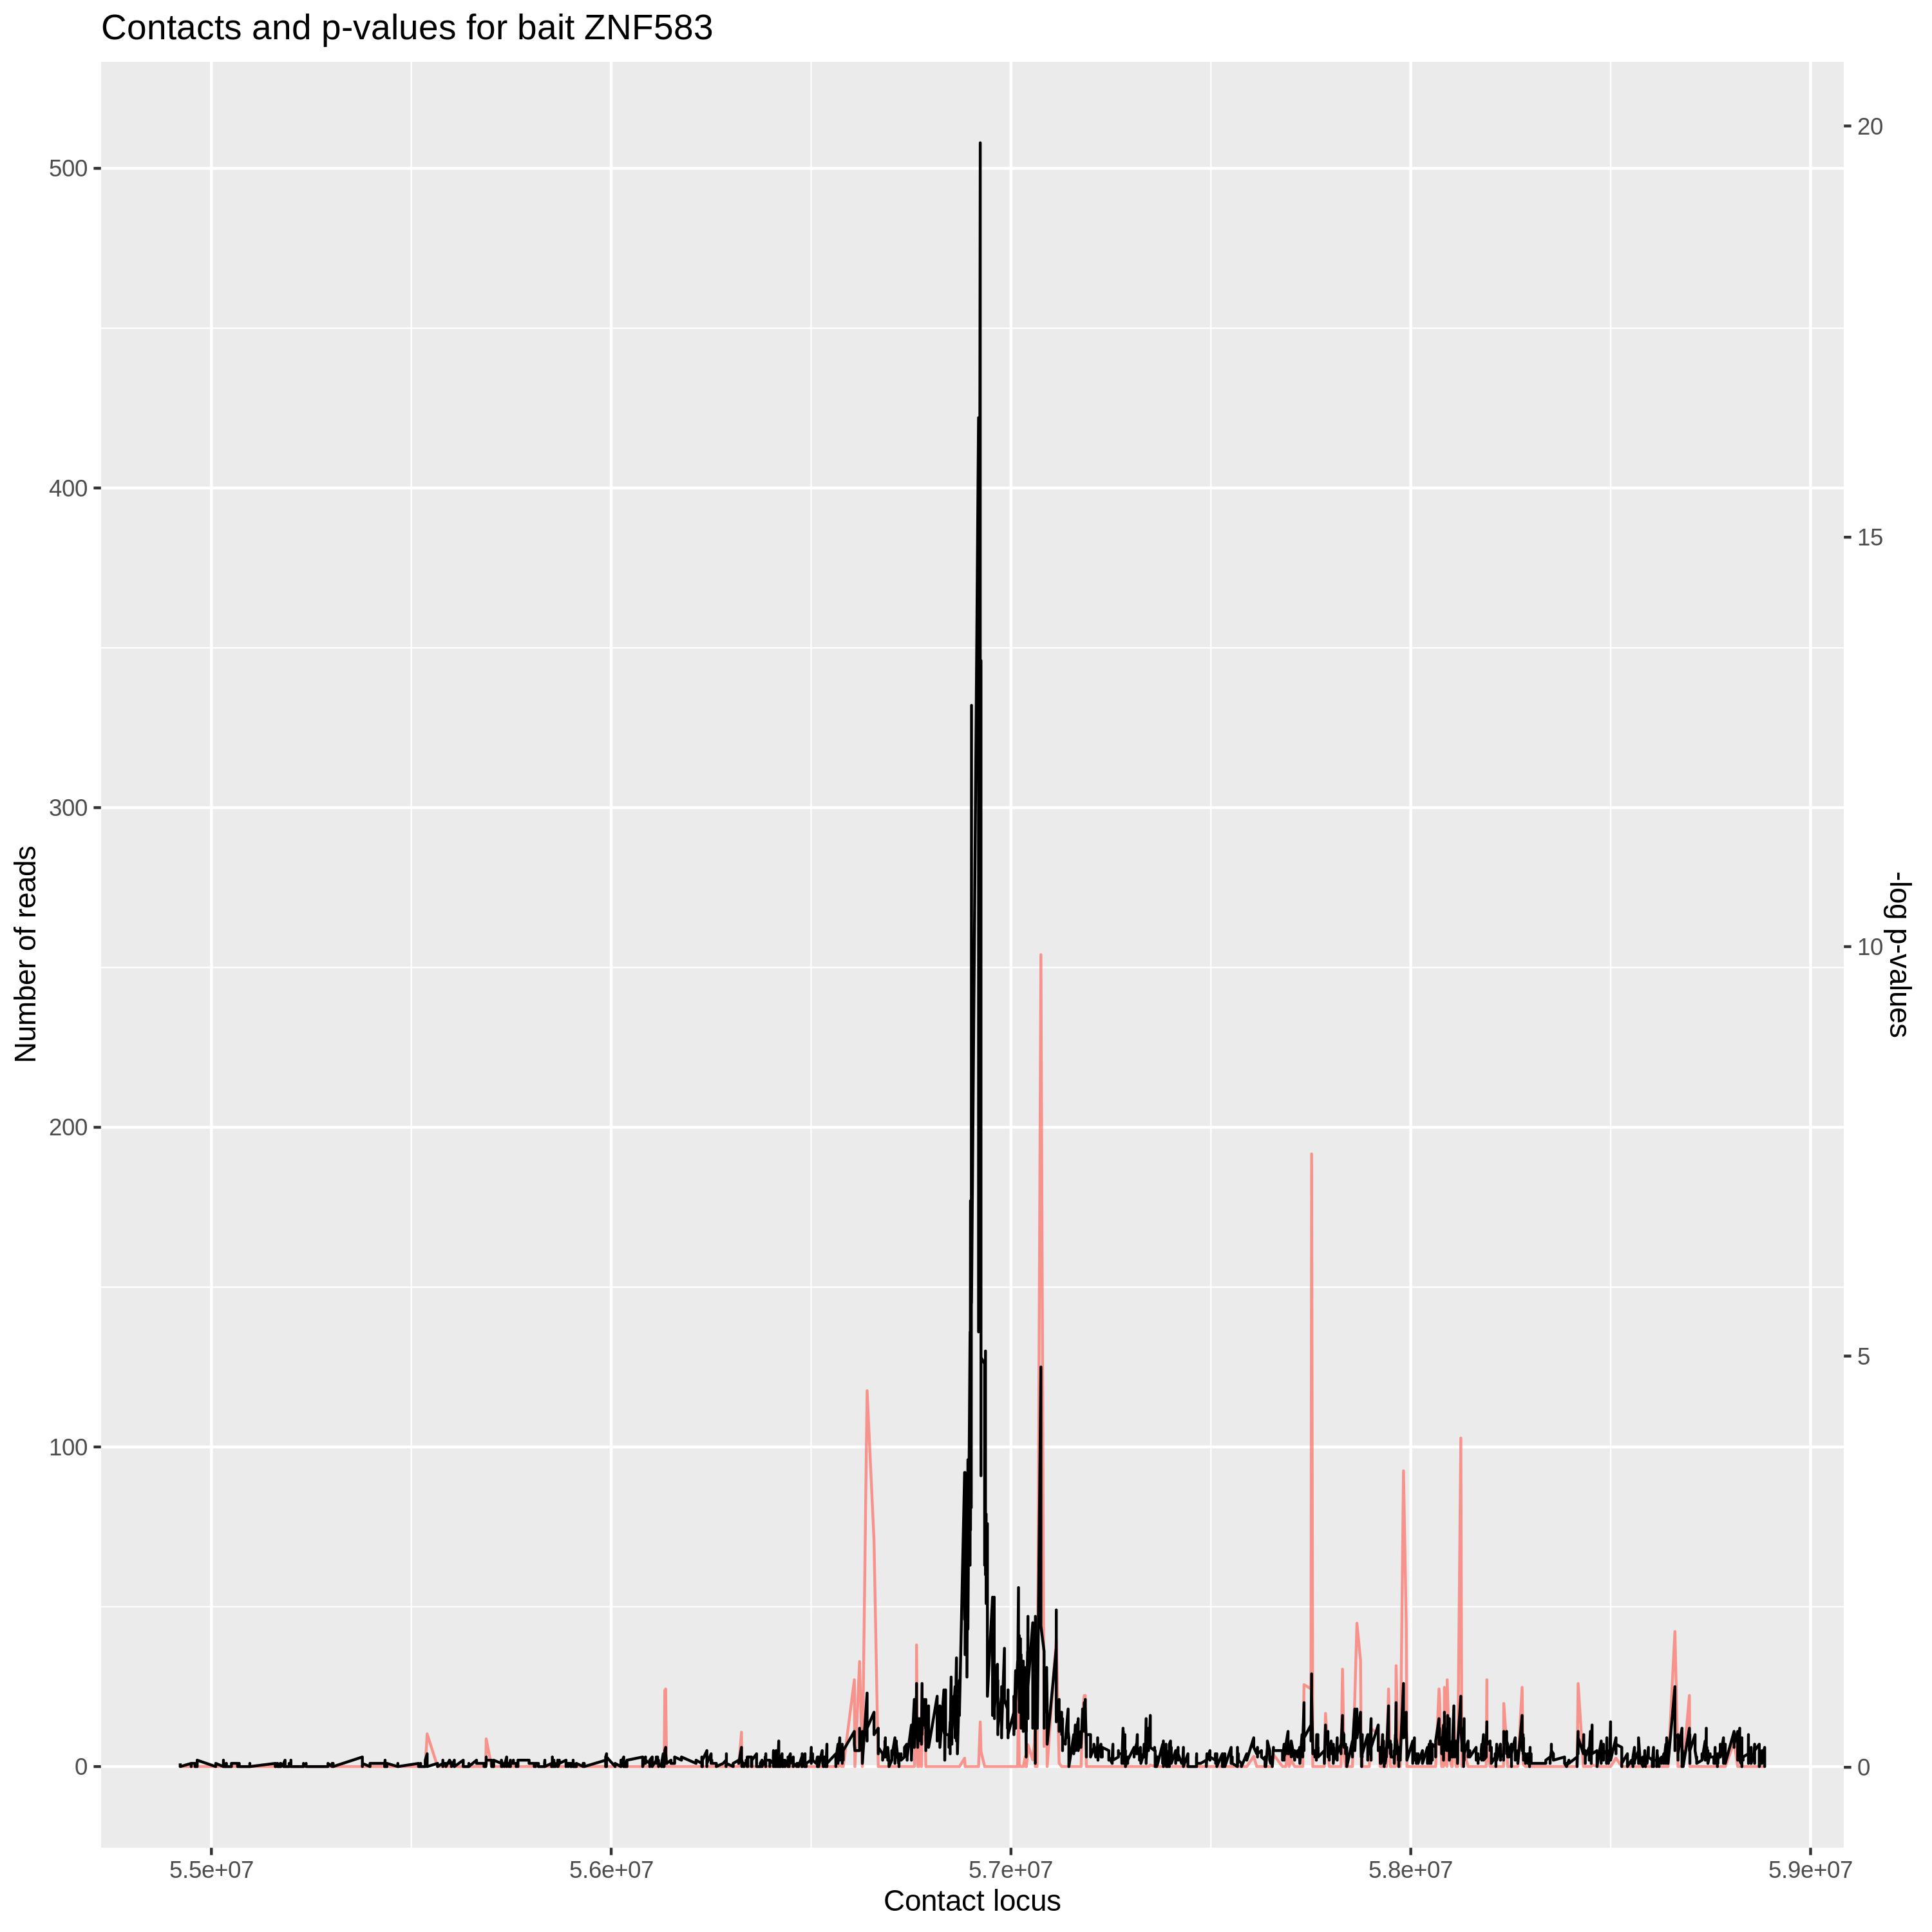 Contacts and p-values for bait ZNF583
500
400
300
200
100
0
Number of reads
20
15
10
5
0
-log p-values
5.5e+07
5.6e+07
5.7e+07
5.8e+07
5.9e+07
Contact locus